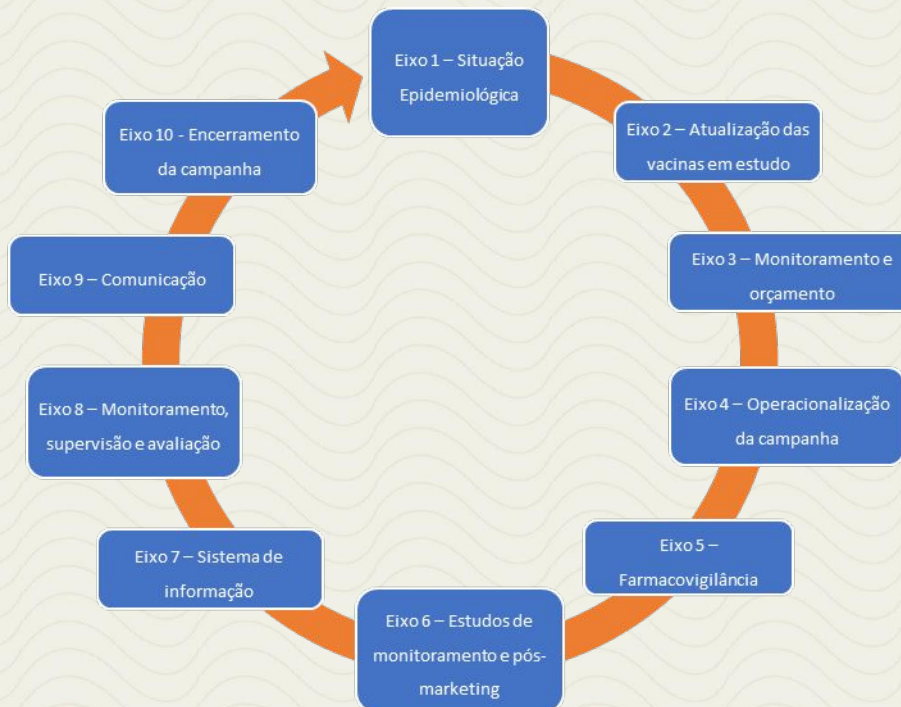 Eixo 1 – Situação
Epidemiológica
Eixo 2 – Atualização das
vacinas em estudo
Eixo 3 – Monitoramento e
orçamento
Eixo 4 – Operacionalização
da campanha
Eixo 5 –
Farmacovigilância
Eixo 6 – Estudos de
monitoramento e pós-
marketing
Eixo 7 – Sistema de
informação
Eixo 8 – Monitoramento,
supervisão e avaliação
Eixo 9 – Comunicação
Eixo 10 - Encerramento
da campanha